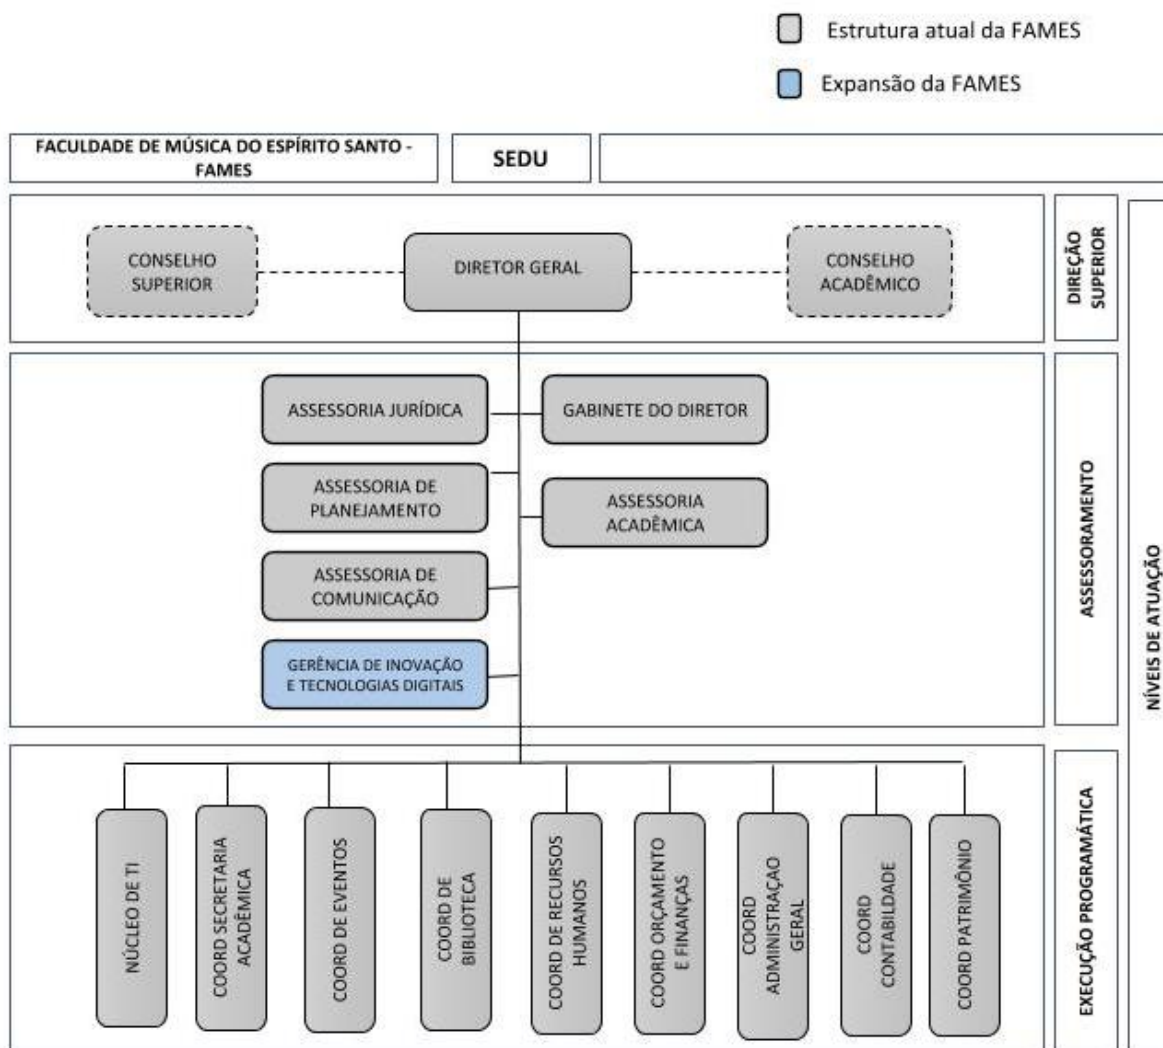 Estrutura atual da FAMES
Expansão da FAMES
FACULDADE DE MÚSICA DO ESPÍRITO SANTO -
FAMES
SEDU
CONSELHO
SUPERIOR
DIRETOR GERAL
CONSELHO
ACADÊMICO
DIREÇÃO
SUPERIOR
ASSESSORIA JURÍDICA
GABINETE DO DIRETOR
ASSESSORIA DE
PLANEJAMENTO
ASSESSORIA
ACADÊMICA
ASSESSORIA DE
COMUNICAÇÃO
GERÊNCIA DE INOVAÇÃO
E TECNOLOGIAS DIGITAIS
ASSESSORAMENTO
NÍVEIS DE ATUAÇÃO
NÚCLEO DE TI
COORD SECRETARIA
ACADÊMICA
COORD DE EVENTOS
COORD DE
BIBLIOTECA
COORD DE RECURSOS
HUMANOS
COORD ORÇAMENTO
E FINANÇAS
COORD
ADMINISTRAÇAO
GERAL
COORD
CONTABILDADE
COORD PATRIMÔNIO
EXECUÇÃO PROGRAMÁTICA